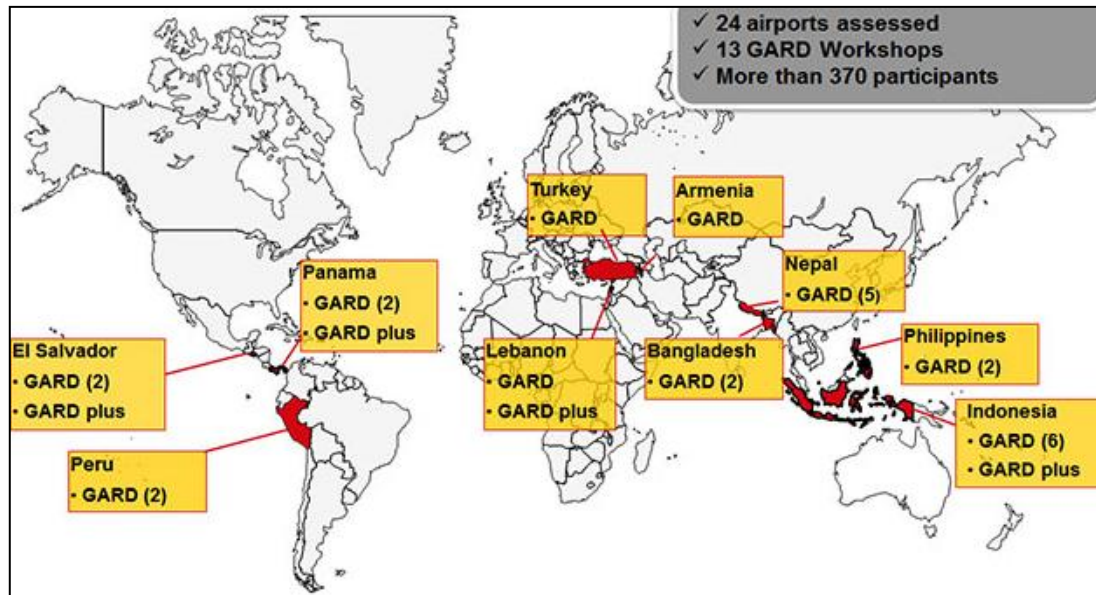 ✓ 24 airports assessed
✓ 13 GARD Workshops
✓ More than 370 participants
Turkey
• GARD
Armenia
• GARD
Nepal
• GARD (5)
Panama
• GARD (2)
• GARD plus
El Salvador
• GARD (2)
• GARD plus
Lebanon
• GARD
• GARD plus
Bangladesh
• GARD (2)
Philippines
• GARD (2)
Indonesia
• GARD (6)
• GARD plus
Peru
• GARD (2)